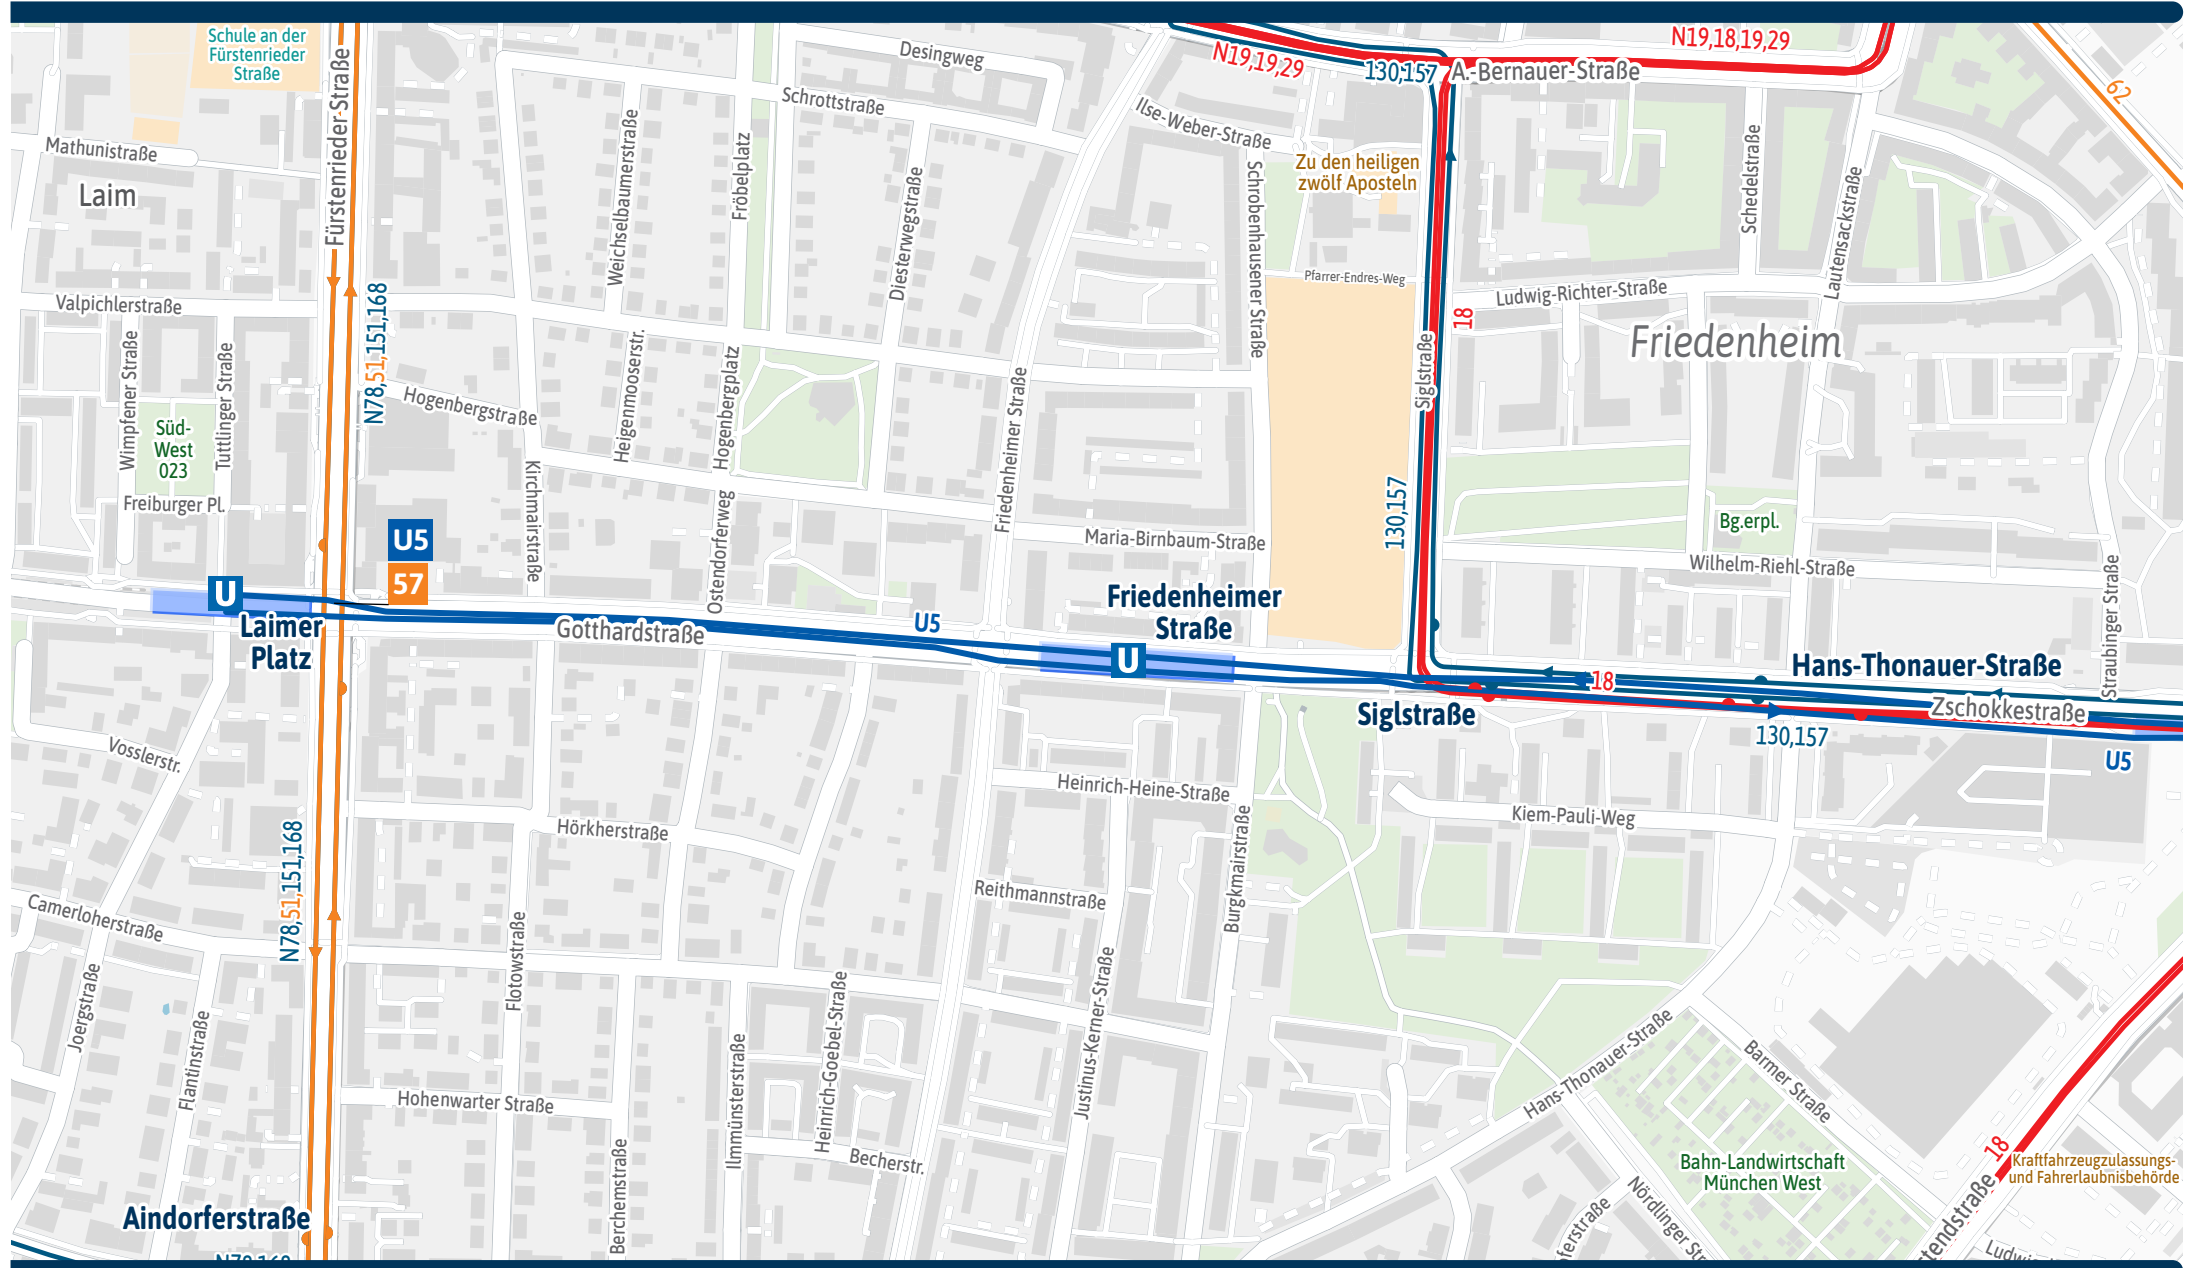 Schule an der
Fürstenrieder
Straße
Fürstenrieder-Straße
Desingweg
N19,19,29
130,157
A.-Bernauer-Straße
N19,18,19,29
62
Schrottstraße
Ilse-Weber-Straße
Mathunistraße
Laim
Weichselbaumerstraße
Fröbelplatz
Diesterwegstraße
Schrobenhausener Straße
Zu den heiligen
zwölf Aposteln
Schedelstraße
Lautensackstraße
Pfarrer-Endres-Weg
Ludwig-Richter-Straße
Valpichlerstraße
N78,51,151,168
18
Siglstraße
Friedenheim
Wimpfener Straße
Tuttlinger Straße
Hogenbergstraße
Heigenmooserstr.
Hogenbergplatz
Friedenheimer Straße
Süd-
West
023
Freiburger Pl.
Kirchmairstraße
Ostendorferweg
130,157
Bg.erpl.
Maria-Birnbaum-Straße
Wilhelm-Riehl-Straße
Straubinger Straße
U5
57
U
Laimer
Platz
Gotthardstraße
U5
Friedenheimer
Straße
U
Siglstraße
18
Hans-Thonauer-Straße
Zschokkestraße
130,157
U5
Vosslerstr.
Heinrich-Heine-Straße
Kiem-Pauli-Weg
Hörkherstraße
N78,51,151,168
Burgkmairstraße
Reithmannstraße
Camerloherstraße
Flotowstraße
Joergstraße
Flantinstraße
Heinrich-Goebel-Straße
Justinus-Kerner-Straße
Ilmmünsterstraße
Hohenwarter Straße
Becherstr.
Berchemstraße
Hans-Thonauer-Straße
Barmer Straße
Bahn-Landwirtschaft
München West
Nördlinger Str
ferstraße
18
Kraftfahrzeugzulassungs-
und Fahrerlaubnisbehörde
stendstraße
Aindorferstraße
N78,168